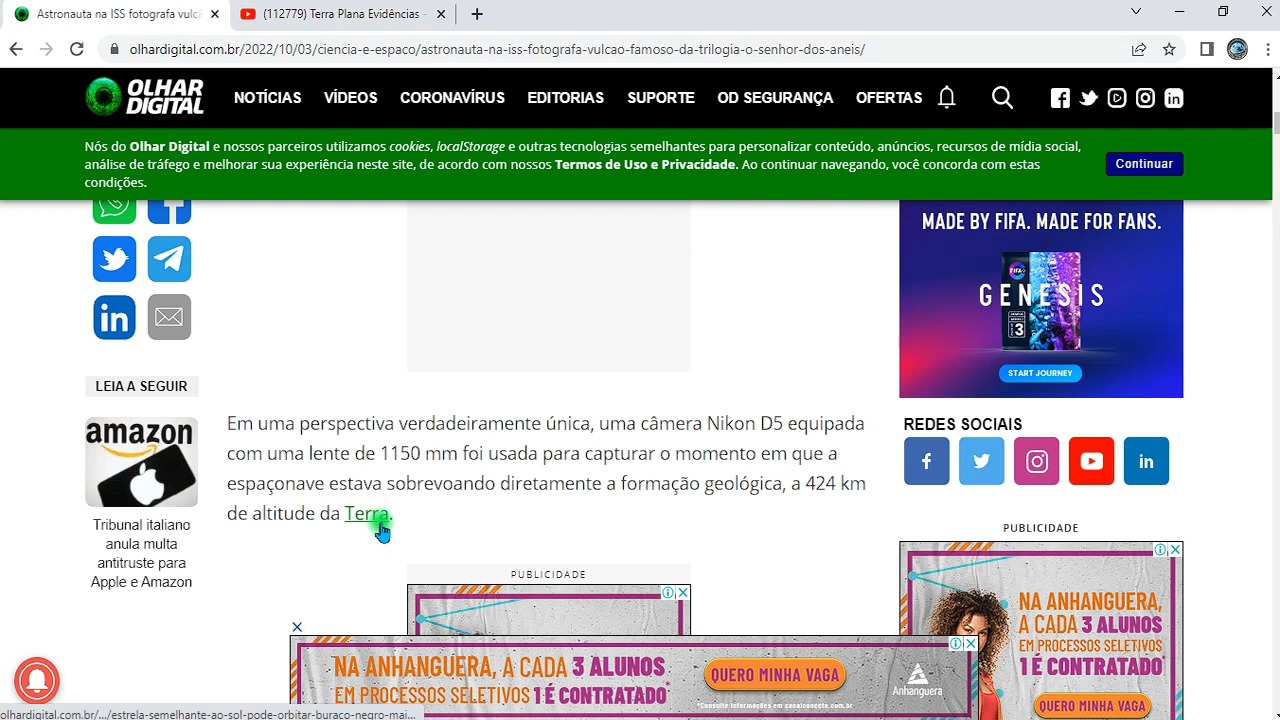 Astronauta na ISS fotografa vulcã
(112779) Terra Plana Evidências -
olhardigital.com.br/2022/10/03/ciencia-e-espaco/astronauta-na-iss-fotografa-vulcao-famoso-da-trilogia-o-senhor-dos-aneis/
OLHAR
DIGITAL
NOTÍCIAS VÍDEOS CORONAVÍRUS EDITORIAS SUPORTE OD SEGURANÇA OFERTAS
Nós do Olhar Digital e nossos parceiros utilizamos cookies, localStorage e outras tecnologias semelhantes para personalizar conteúdo, anúncios, recursos de mídia social,
análise de tráfego e melhorar sua experiência neste site, de acordo com nossos Termos de Uso e Privacidade. Ao continuar navegando, você concorda com estas
condições.
Continuar
LEIA A SEGUIR
amazon
Tribunal italiano
anula multa
antitruste para
Apple e Amazon
Em uma perspectiva verdadeiramente única, uma câmera Nikon D5 equipada
com uma lente de 1150 mm foi usada para capturar o momento em que a
espaçonave estava sobrevoando diretamente a formação geológica, a 424 km
de altitude da Terra.
PUBLICIDADE
MADE BY FIFA. MADE FOR FANS.
FIFA+
GENESIS
3
START JOURNEY
REDES SOCIAIS
PUBLICIDADE
NA ANHANGUERA,
A CADA 3 ALUNOS
EM PROCESSOS SELETIVOS
1 É CONTRATADO*
QUERO MINHA VAGA
NA ANHANGUERA, A CADA 3 ALUNOS
EM PROCESSOS SELETIVOS 1 É CONTRATADO*
QUERO MINHA VAGA
*Consulte informações em canalconecta.com.br
Anhanguera
olhardigital.com.br/.../estrela-semelhante-ao-sol-pode-orbitar-buraco-negro-mai...